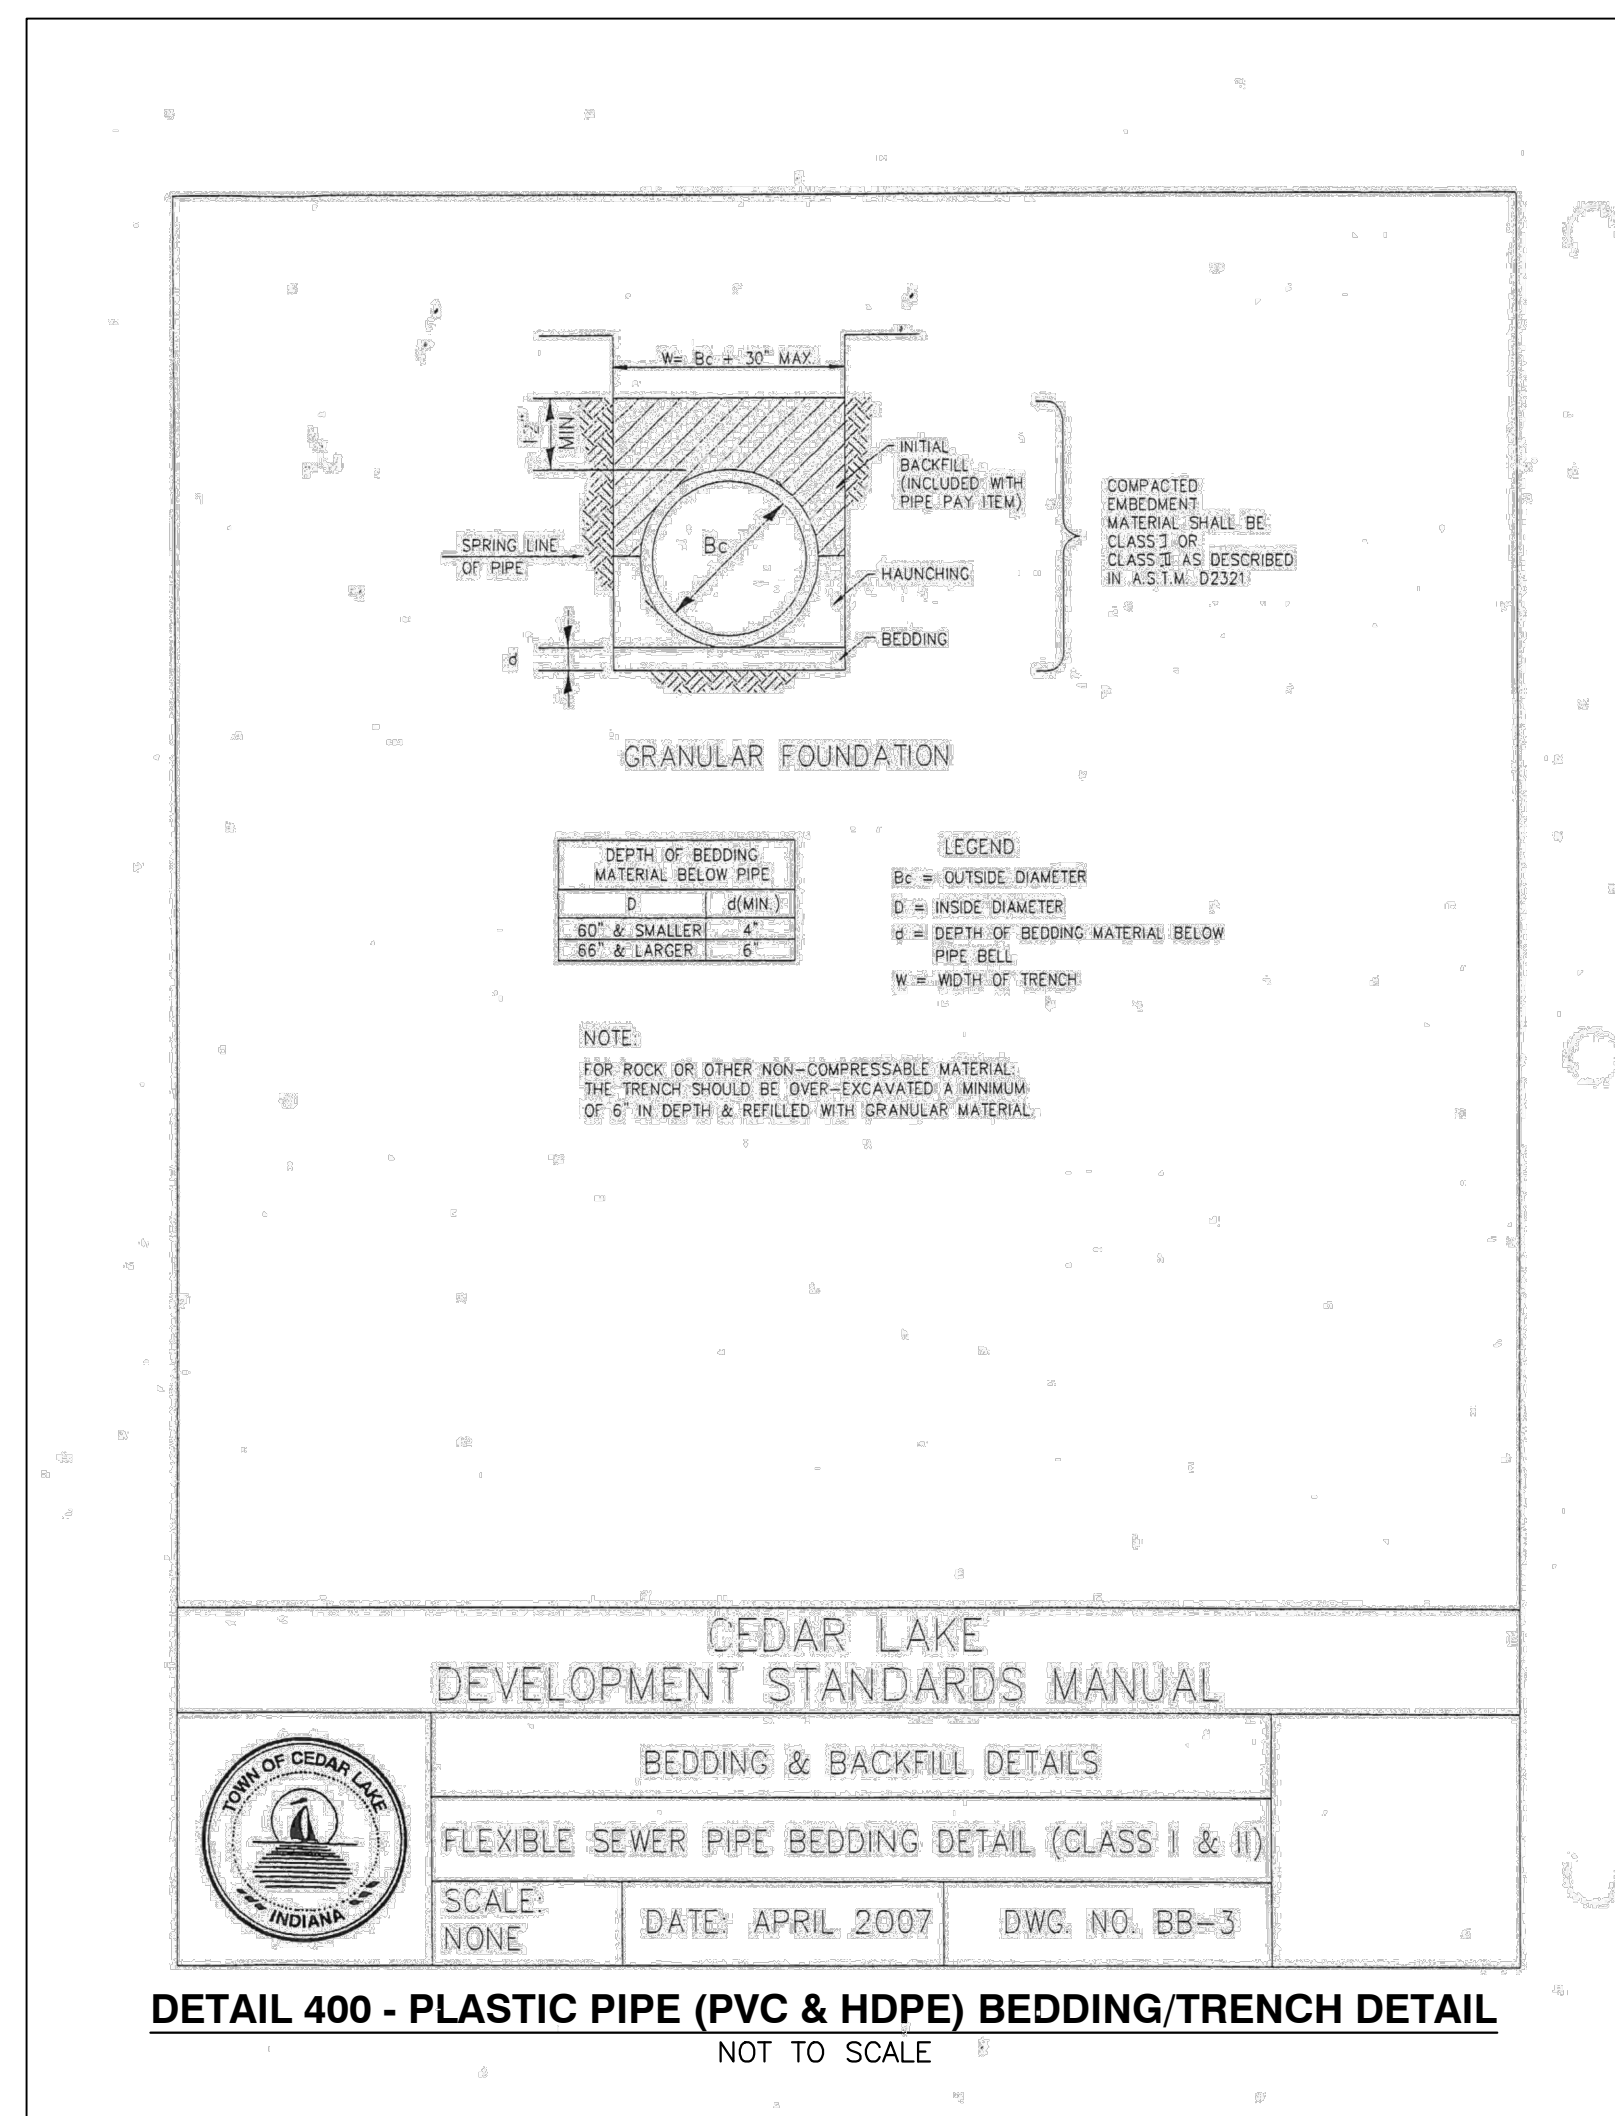 W= Bc + 30" MAX.
12"
MIN
INITIAL
BACKFILL
(INCLUDED WITH
PIPE PAY ITEM)
COMPACTED
EMBEDMENT
MATERIAL SHALL BE
CLASS I OR
CLASS II AS DESCRIBED
IN A.S.T.M. D2321
Bc
SPRING LINE
OF PIPE
HAUNCHING
BEDDING
d
GRANULAR FOUNDATION
DEPTH OF BEDDING
MATERIAL BELOW PIPE
D d(MIN.)
60" & SMALLER 4"
66" & LARGER 6"
LEGEND
Bc = OUTSIDE DIAMETER
D = INSIDE DIAMETER
d = DEPTH OF BEDDING MATERIAL BELOW
PIPE BELL
W = WIDTH OF TRENCH
NOTE:
FOR ROCK OR OTHER NON-COMPRESSABLE MATERIAL:
THE TRENCH SHOULD BE OVER-EXCAVATED A MINIMUM
OF 6" IN DEPTH & REFILLED WITH GRANULAR MATERIAL.
CEDAR LAKE
DEVELOPMENT STANDARDS MANUAL
TOWN OF CEDAR LAKE
INDIANA
BEDDING & BACKFILL DETAILS
FLEXIBLE SEWER PIPE BEDDING DETAIL (CLASS I & II)
SCALE:
NONE
DATE: APRIL 2007
DWG. NO. BB-3
DETAIL 400 - PLASTIC PIPE (PVC & HDPE) BEDDING/TRENCH DETAIL
NOT TO SCALE